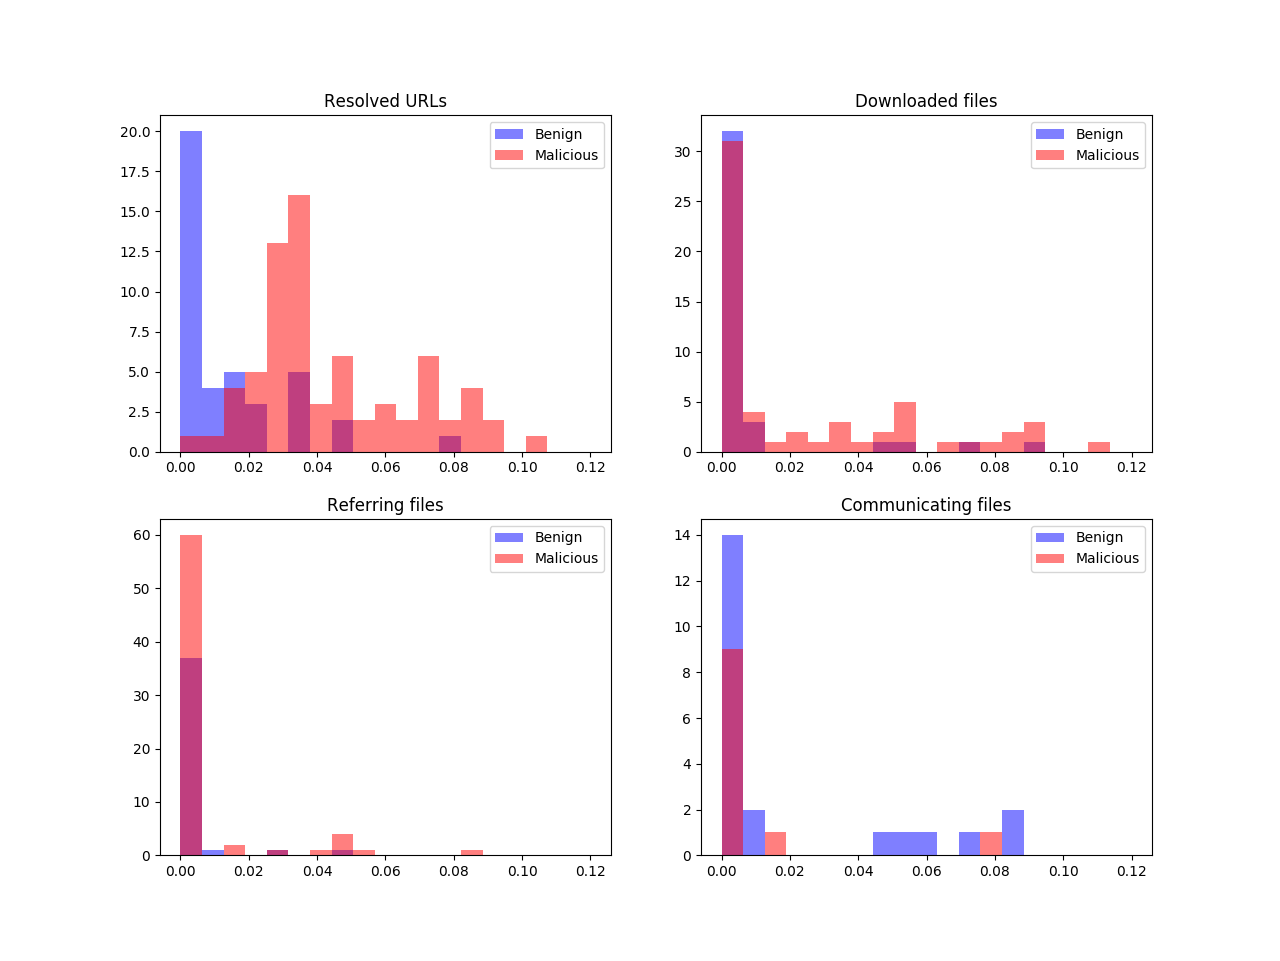 Resolved URLs
20.0
17.5
15.0
12.5
10.0
7.5
5.0
2.5
0.0
0.00 0.02 0.04 0.06 0.08 0.10 0.12
Benign
Malicious
Downloaded files
30
25
20
15
10
5
0
0.00 0.02 0.04 0.06 0.08 0.10 0.12
Benign
Malicious
Referring files
60
50
40
30
20
10
0
0.00 0.02 0.04 0.06 0.08 0.10 0.12
Benign
Malicious
Communicating files
14
12
10
8
6
4
2
0
0.00 0.02 0.04 0.06 0.08 0.10 0.12
Benign
Malicious